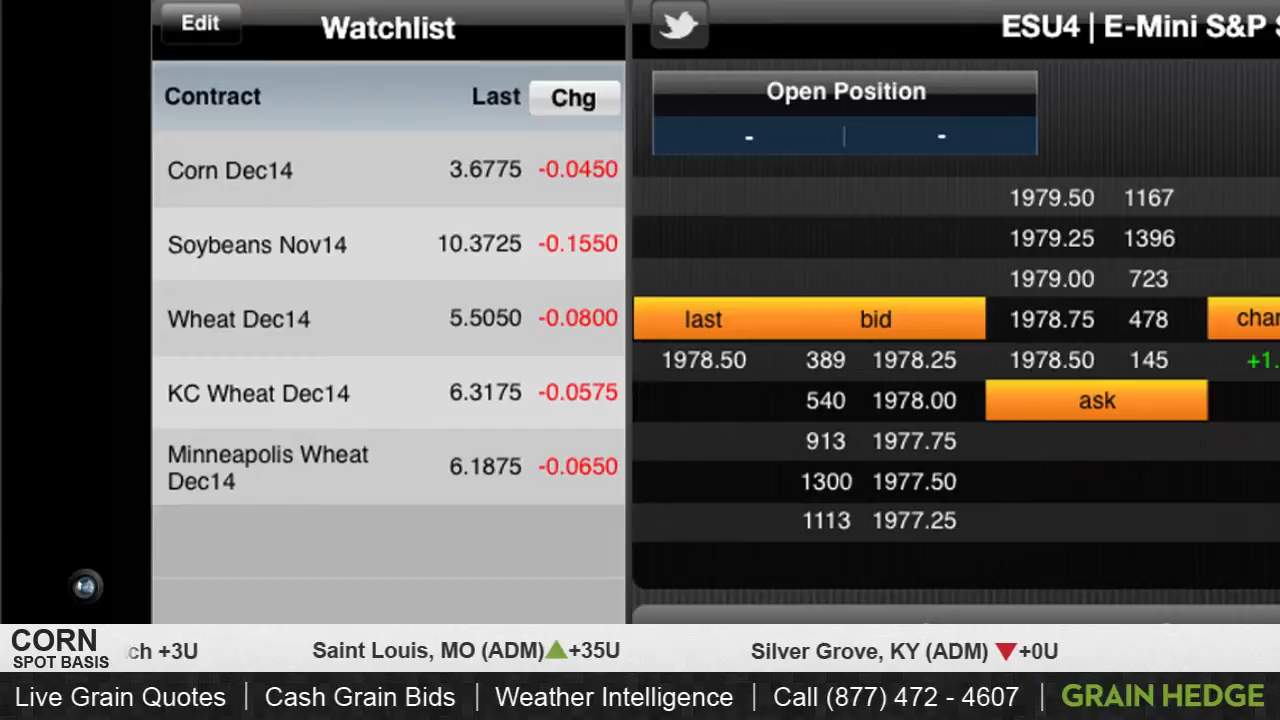 Edit
Watchlist
Contract Last Chg
Corn Dec14 3.6775 -0.0450
Soybeans Nov14 10.3725 -0.1550
Wheat Dec14 5.5050 -0.0800
KC Wheat Dec14 6.3175 -0.0575
Minneapolis Wheat
Dec14 6.1875 -0.0650
ESU4 | E-Mini S&P
Open Position
- | -
1979.50 1167
1979.25 1396
1979.00 723
last bid 1978.75 478
1978.50 389 1978.25 1978.50 145 +1.
540 1978.00 ask
913 1977.75
1300 1977.50
1113 1977.25
CORN
SPOT BASIS
ch +3U Saint Louis, MO (ADM) +35U Silver Grove, KY (ADM) +0U
Live Grain Quotes | Cash Grain Bids | Weather Intelligence | Call (877) 472 - 4607 | GRAIN HEDGE